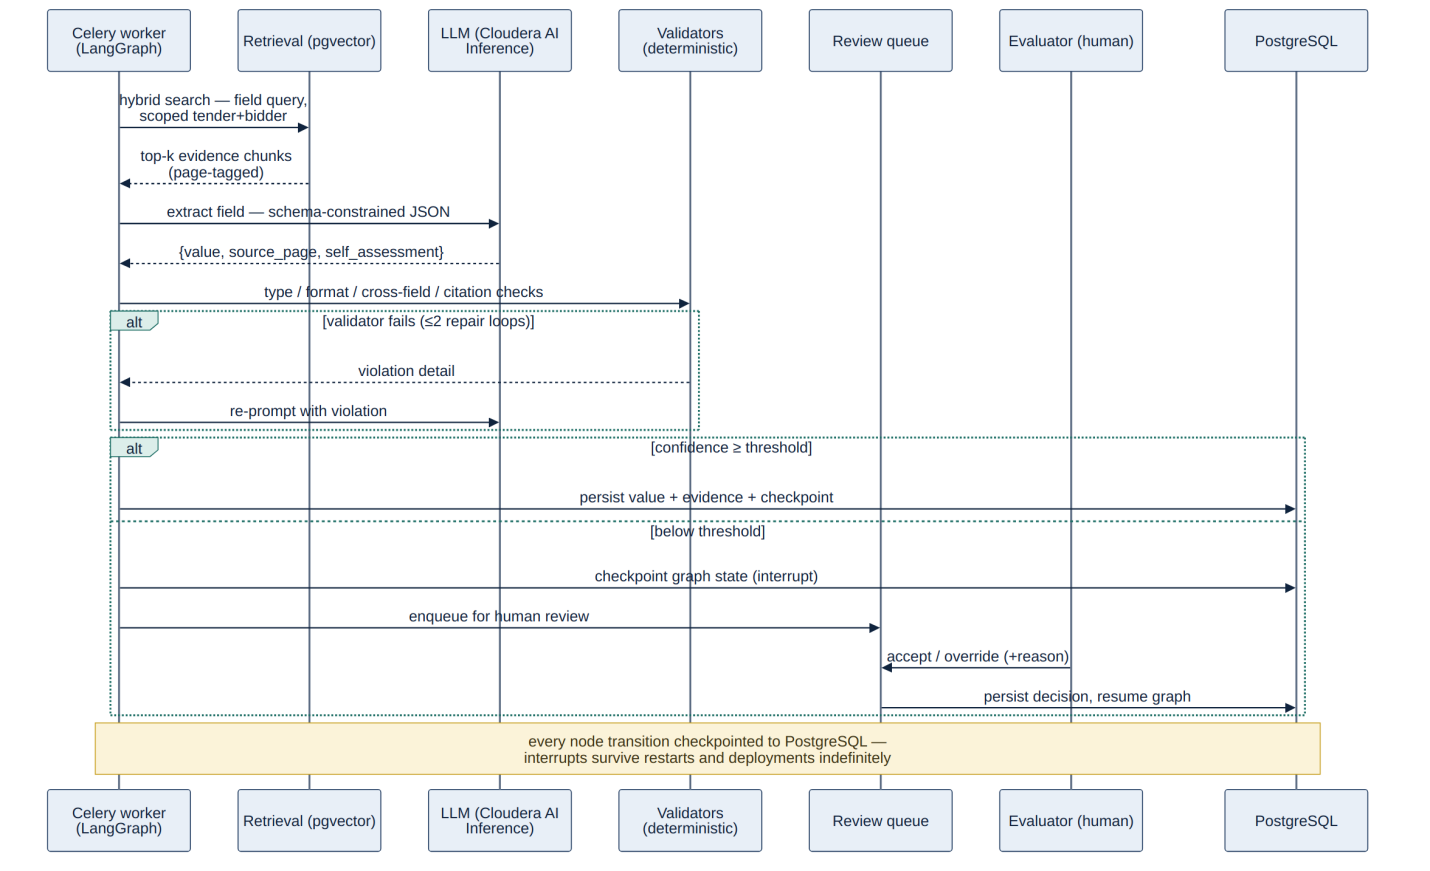 Celery worker
(LangGraph)
Retrieval (pgvector)
LLM (Cloudera AI
Inference)
Validators
(deterministic)
Review queue
Evaluator (human)
PostgreSQL
hybrid search — field query,
scoped tender+bidder
top-k evidence chunks
(page-tagged)
extract field — schema-constrained JSON
{value, source_page, self_assessment}
type / format / cross-field / citation checks
alt
[validator fails (≤2 repair loops)]
violation detail
re-prompt with violation
alt
[confidence ≥ threshold]
persist value + evidence + checkpoint
[below threshold]
checkpoint graph state (interrupt)
enqueue for human review
accept / override (+reason)
persist decision, resume graph
every node transition checkpointed to PostgreSQL —
interrupts survive restarts and deployments indefinitely
Celery worker
(LangGraph)
Retrieval (pgvector)
LLM (Cloudera AI
Inference)
Validators
(deterministic)
Review queue
Evaluator (human)
PostgreSQL